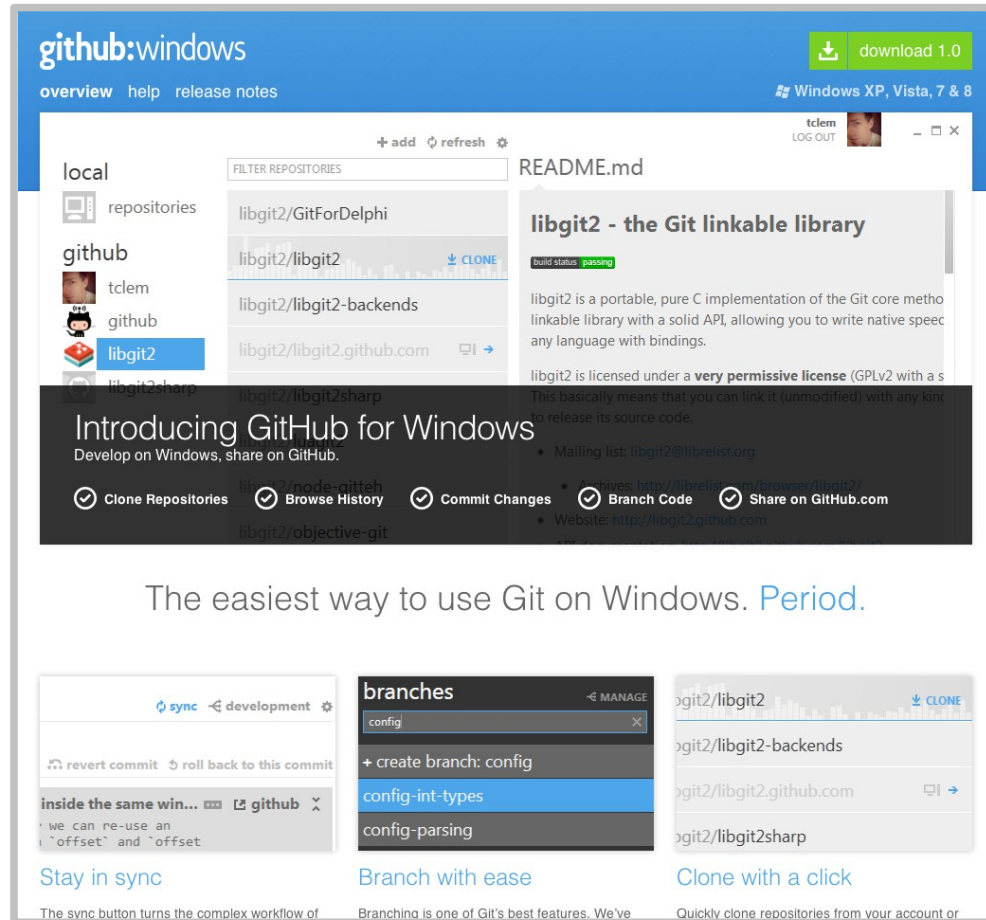 github:windows
download 1.0
overview help release notes
Windows XP, Vista, 7 & 8
tclem
LOG OUT
+ add refresh
local
FILTER REPOSITORIES
README.md
repositories
libgit2/GitForDelphi
libgit2 - the Git linkable library
github
libgit2/libgit2
CLONE
build status passing
tclem
github
libgit2/libgit2-backends
libgit2 is a portable, pure C implementation of the Git core metho
linkable library with a solid API, allowing you to write native speed
any language with bindings.
libgit2
libgit2/libgit2.github.com
libgit2 is licensed under a very permissive license (GPLv2 with a s
libgit2sharp
libgit2/libgit2sharp
This basically means that you can link it (unmodified) with any kind
to release its source code.
Introducing GitHub for Windows
Develop on Windows, share on GitHub.
Mailing list: libgit2@librelist.org
libgit2/node-gitteh
Archives: http://librelist.com/browser/libgit2/
Clone Repositories Browse History Commit Changes Branch Code Share on GitHub.com
Website: http://libgit2.github.com
libgit2/objective-git
The easiest way to use Git on Windows. Period.
sync development
revert commit roll back to this commit
inside the same win... github
we can re-use an
`offset` and `offset
branches
MANAGE
config
+ create branch: config
config-int-types
config-parsing
git2/libgit2
CLONE
git2/libgit2-backends
git2/libgit2.github.com
git2/libgit2sharp
Stay in sync
Branch with ease
Clone with a click
The sync button turns the complex workflow of
Branching is one of Git's best features. We've
Quickly clone repositories from your account or